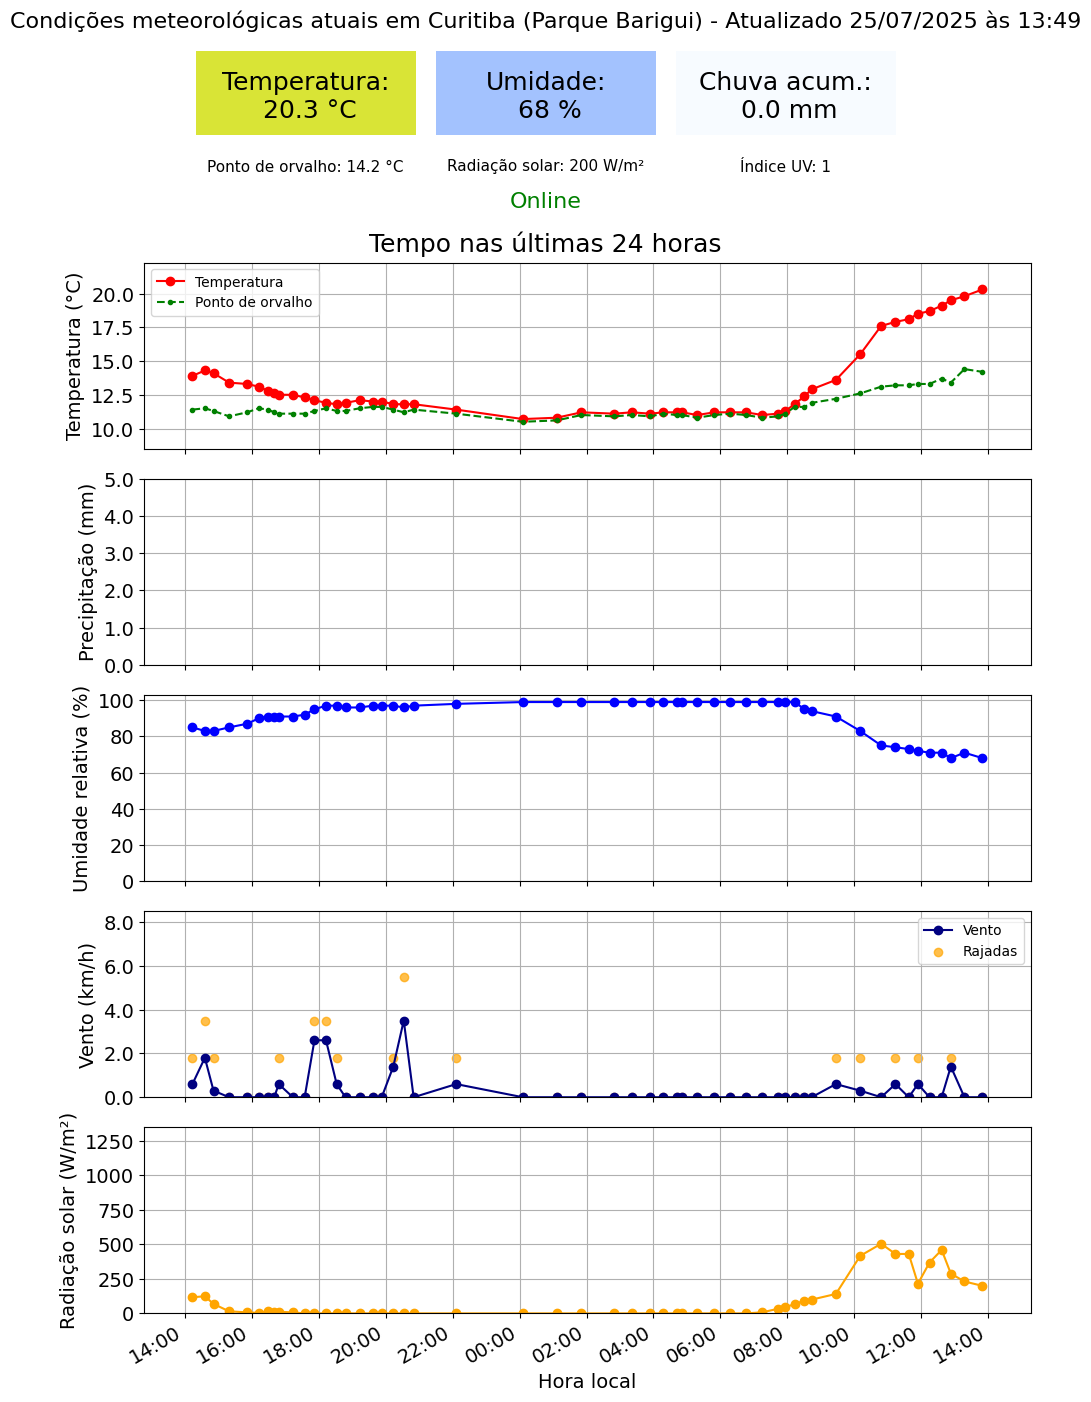 Condições meteorológicas atuais em Curitiba (Parque Barigui) - Atualizado 25/07/2025 às 13:49
Temperatura:
20.3 °C
Umidade:
68 %
Chuva acum.:
0.0 mm
Ponto de orvalho: 14.2 °C
Radiação solar: 200 W/m²
Índice UV: 1
Online
Tempo nas últimas 24 horas
Temperatura (°C)
20.0
17.5
15.0
12.5
10.0
Temperatura
Ponto de orvalho
Precipitação (mm)
5.0
4.0
3.0
2.0
1.0
0.0
Umidade relativa (%)
100
80
60
40
20
0
Vento (km/h)
8.0
6.0
4.0
2.0
0.0
Vento
Rajadas
Radiação solar (W/m²)
1250
1000
750
500
250
0
14:00
16:00
18:00
20:00
22:00
00:00
02:00
04:00
06:00
08:00
10:00
12:00
14:00
Hora local